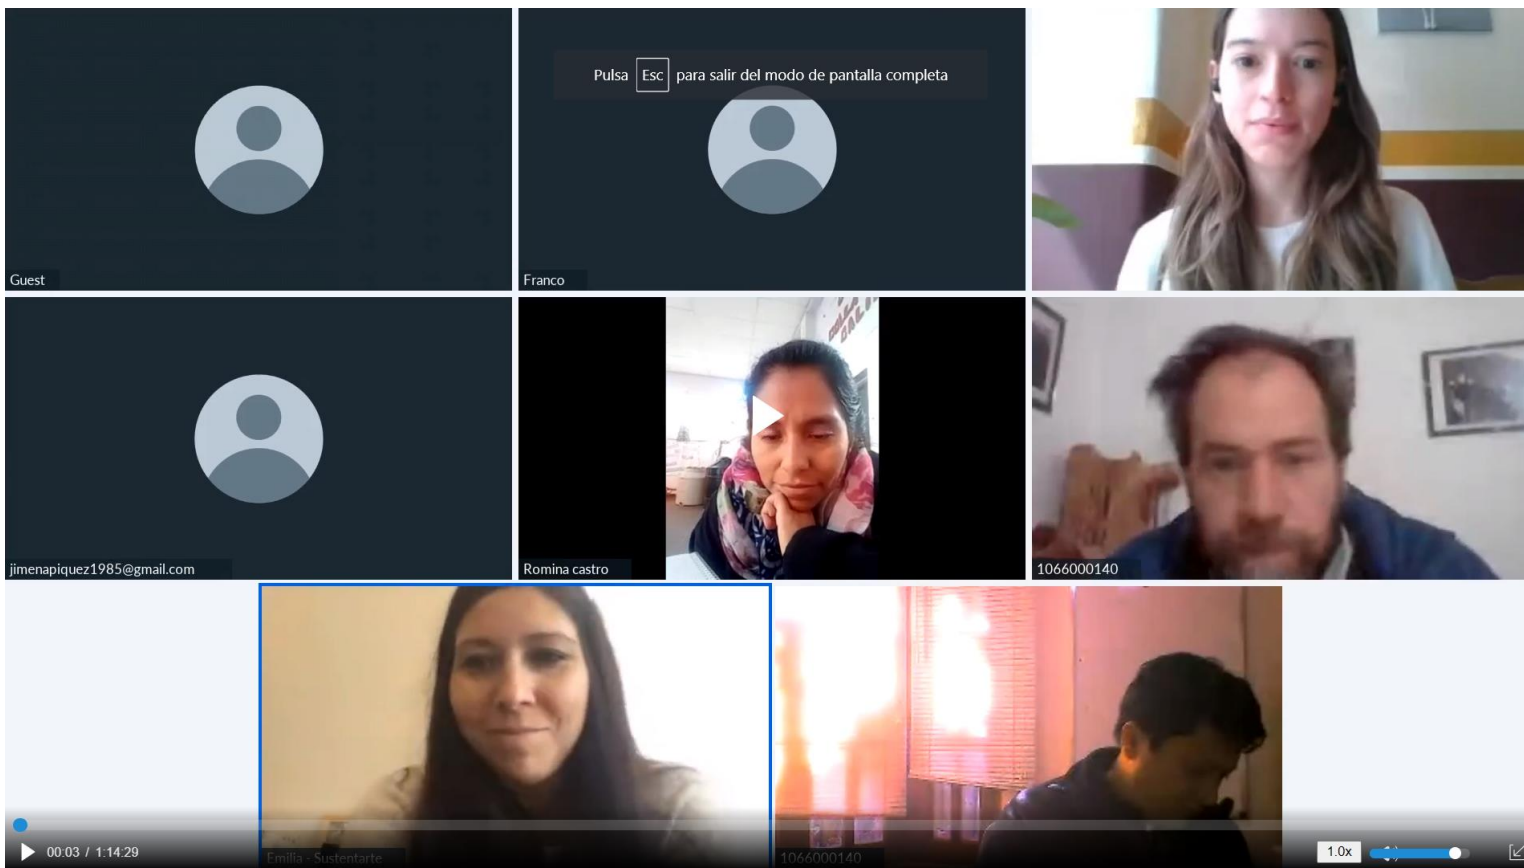 Pulsa Esc para salir del modo de pantalla completa
Guest
Franco
jimenapiquez1985@gmail.com
Romina castro
1066000140
Emilia - Sustentarte
1066000140
00:03 / 1:14:29
1.0x